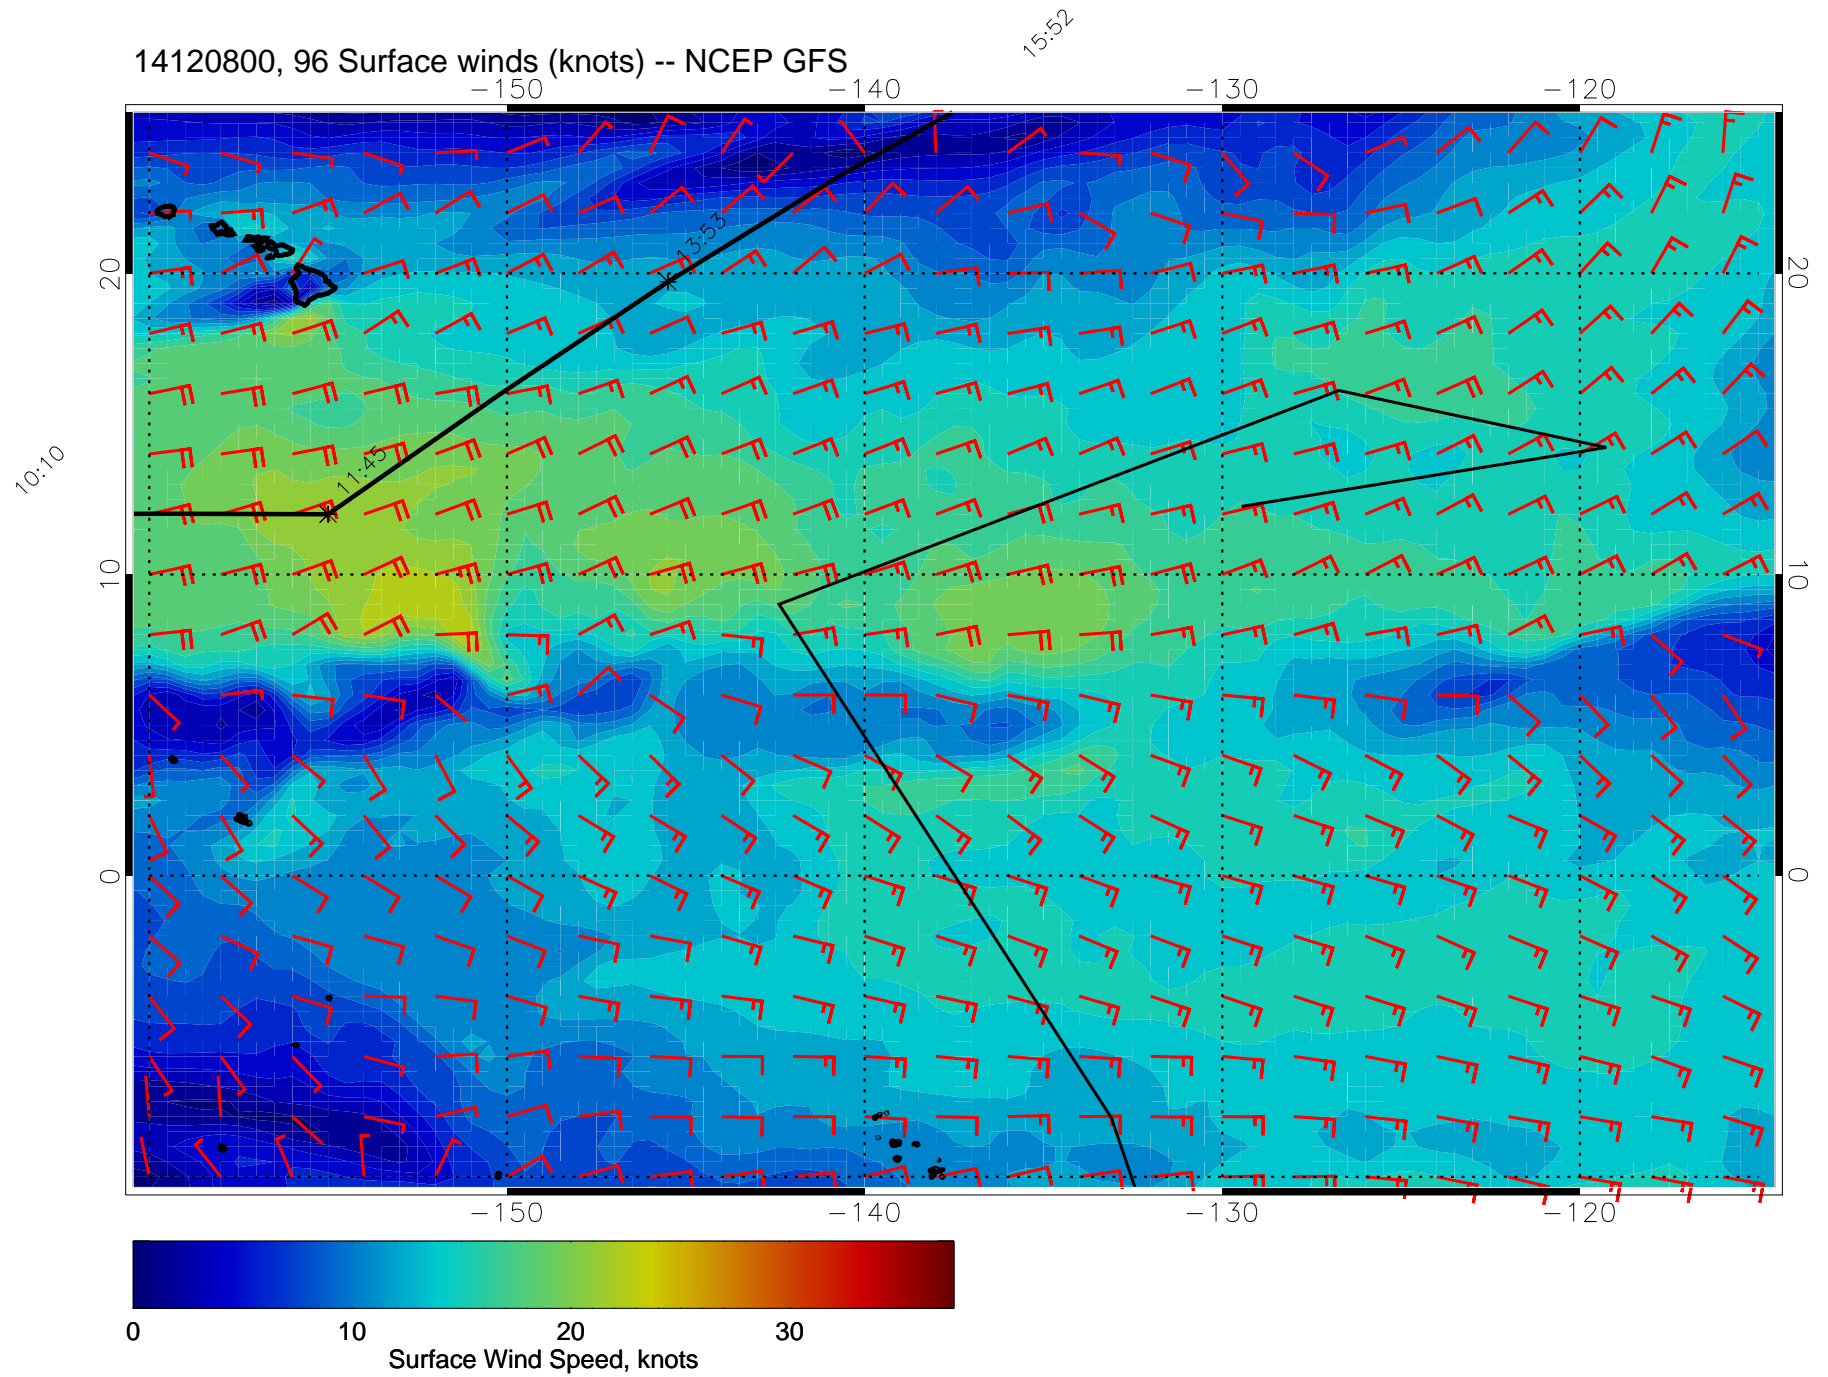 15:52
14120800, 96 Surface winds (knots) -- NCEP GFS
-150 -140 -130 -120
13:53
20 20
11:45
10:10
10 10
0 0
-150 -140 -130 -120
0 10 20 30
Surface Wind Speed, knots